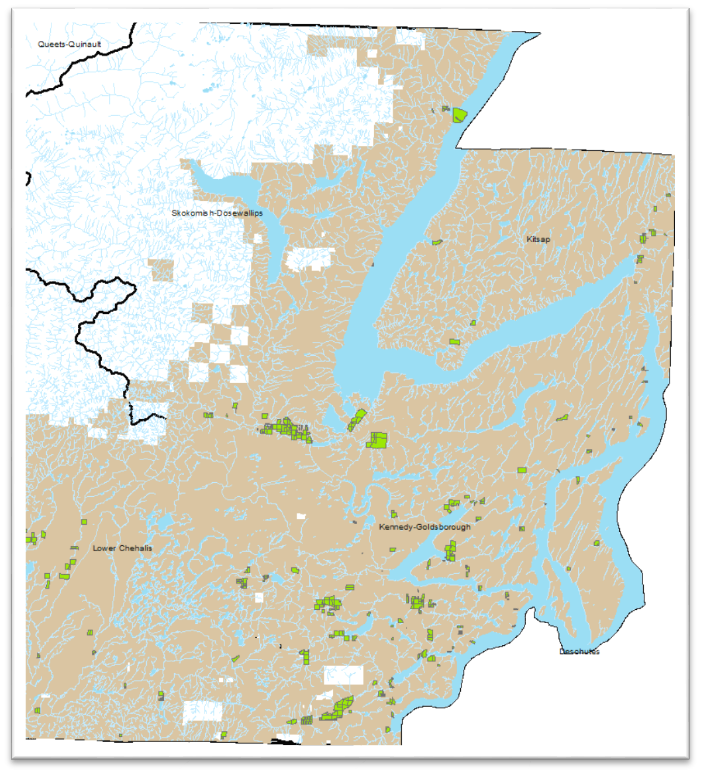 Queets-Quinault
Skokomish-Dosewallips
Kitsap
Kennedy-Goldsborough
Lower Chehalis
Deschutes